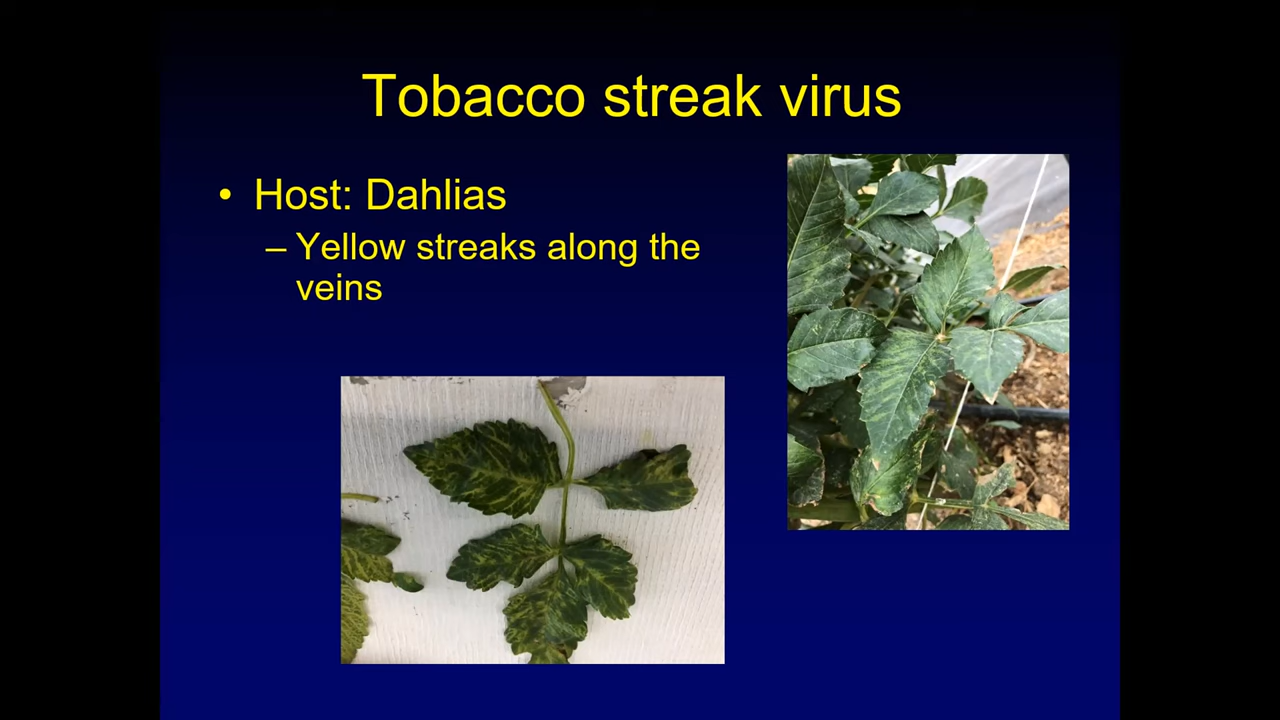 Tobacco streak virus
• Host: Dahlias
– Yellow streaks along the
veins